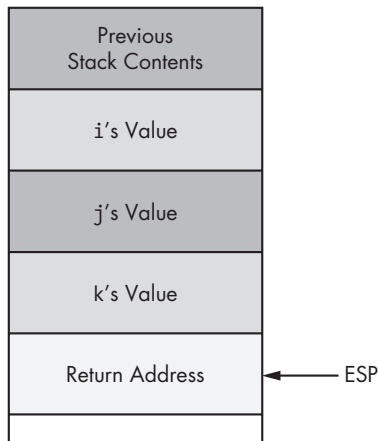 Previous
Stack Contents
i's Value
j's Value
k's Value
Return Address
ESP